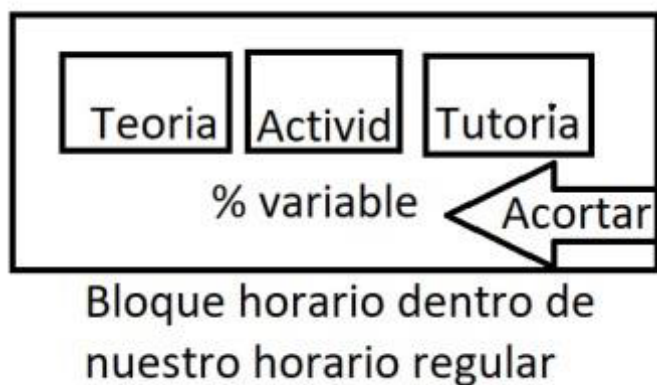 Teoria Activid Tutoria
% variable Acortar
Bloque horario dentro de
nuestro horario regular